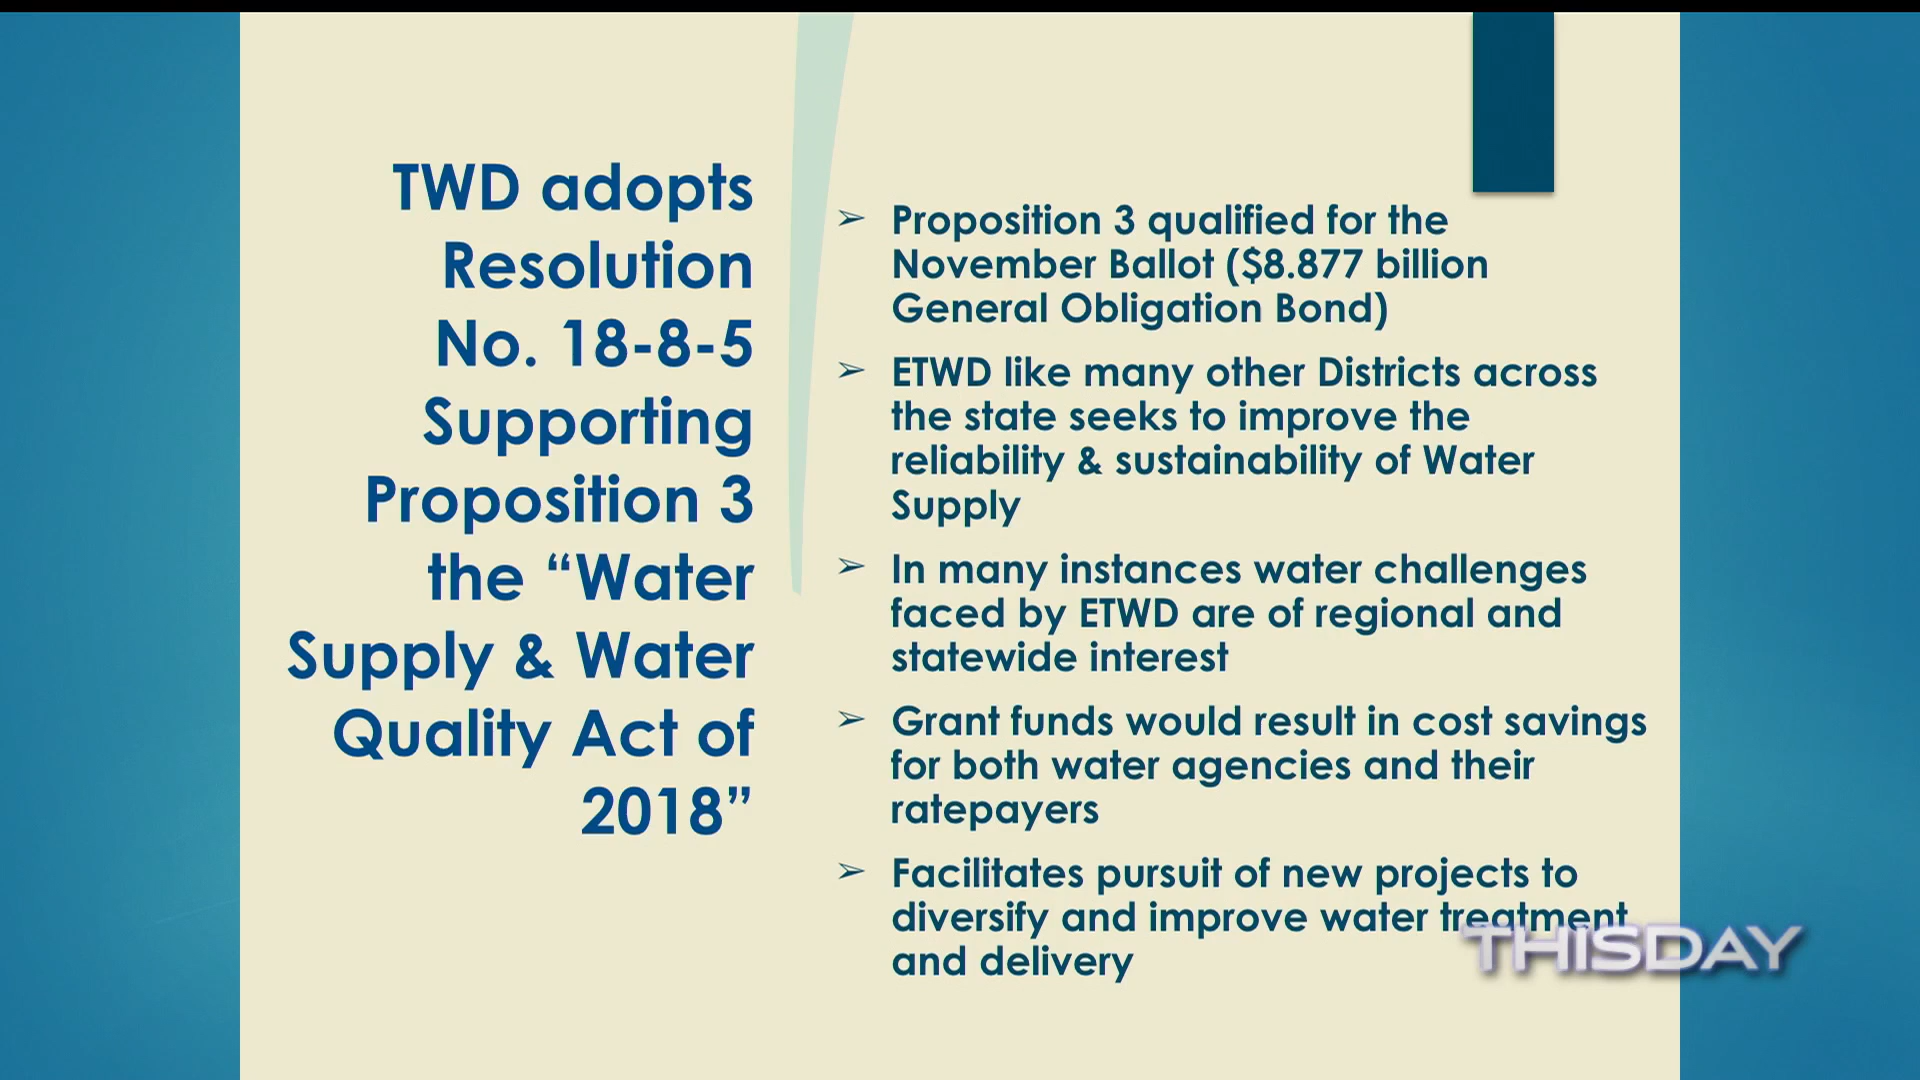 TWD adopts
Resolution
No. 18-8-5
Supporting
Proposition 3
the “Water
Supply & Water
Quality Act of
2018”
➢ Proposition 3 qualified for the
November Ballot ($8.877 billion
General Obligation Bond)
➢ ETWD like many other Districts across
the state seeks to improve the
reliability & sustainability of Water
Supply
➢ In many instances water challenges
faced by ETWD are of regional and
statewide interest
➢ Grant funds would result in cost savings
for both water agencies and their
ratepayers
➢ Facilitates pursuit of new projects to
diversify and improve water treatment
and delivery
THISDAY